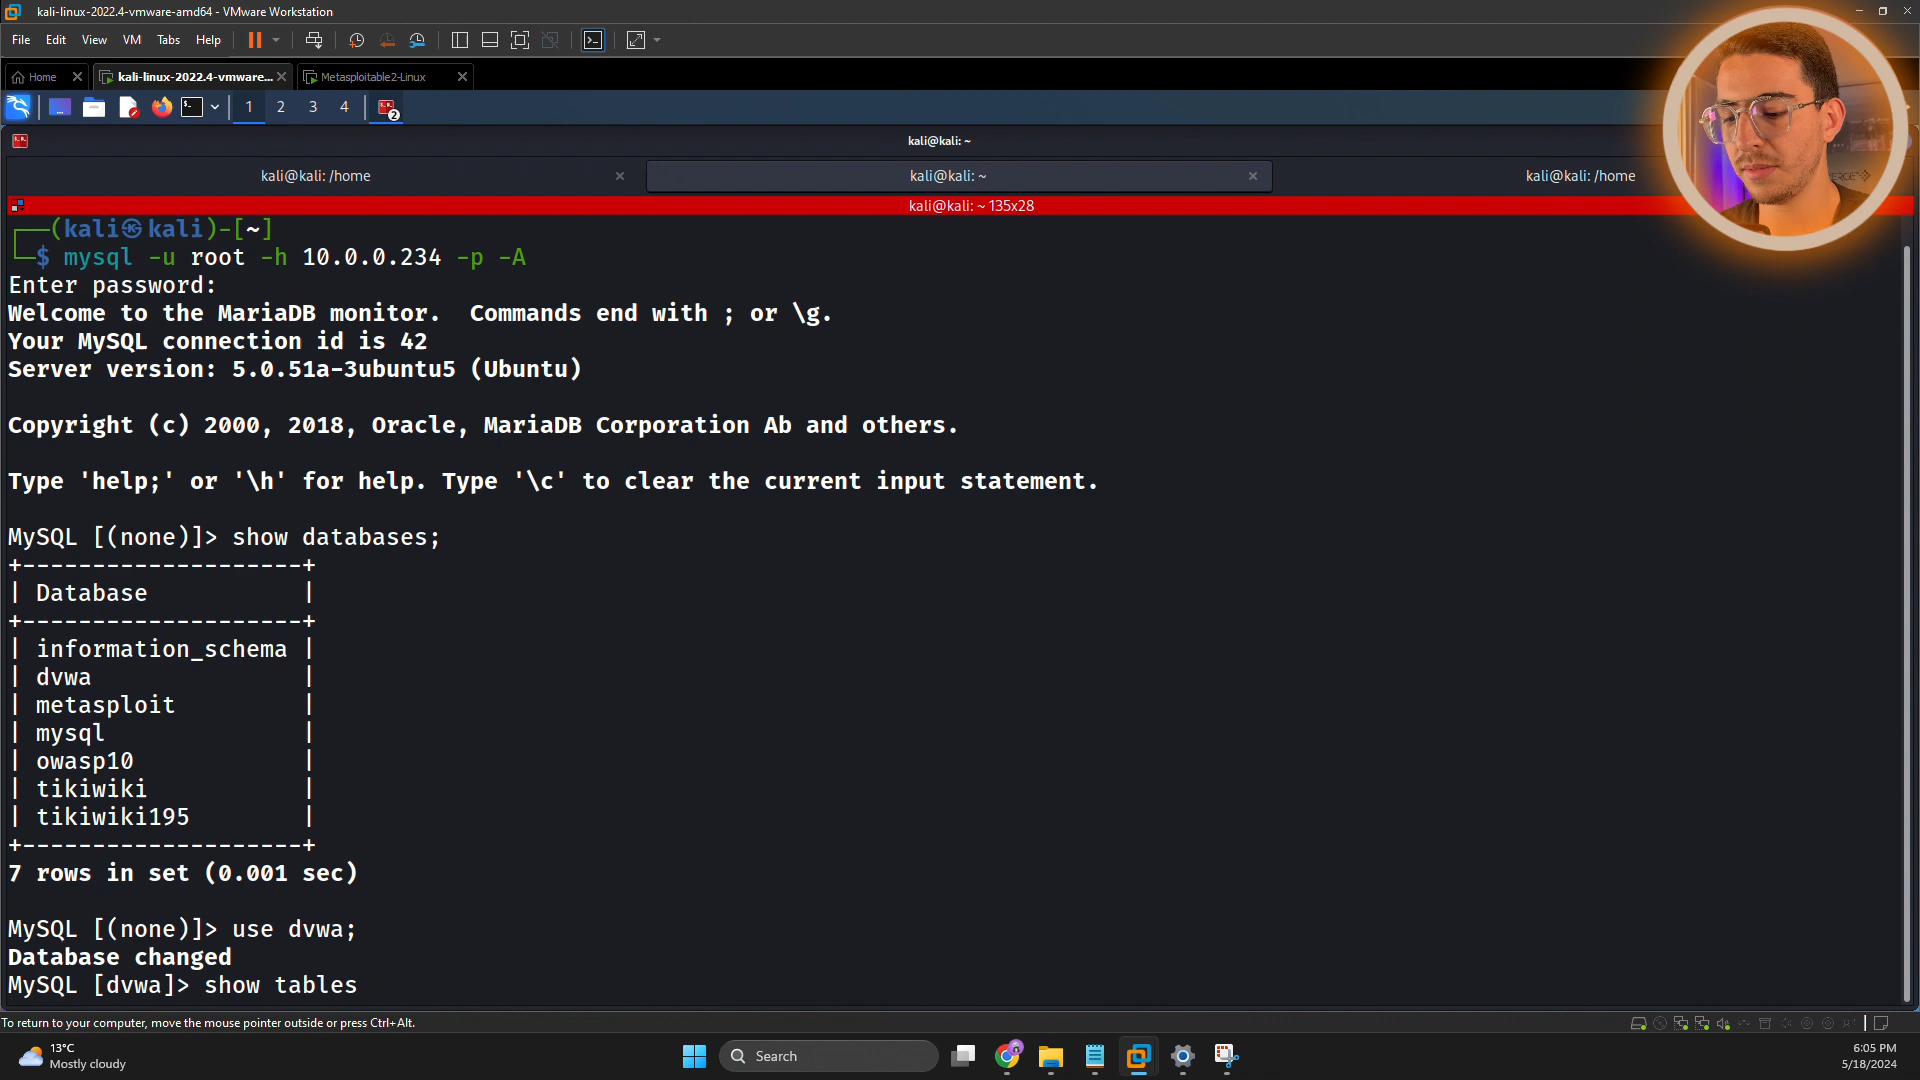 kali-linux-2022.4-vmware-amd64 - VMware Workstation
File Edit View VM Tabs Help
Home kali-linux-2022.4-vmware... Metasploitable2-Linux
1 2 3 4 2
kali@kali: ~
kali@kali: /home kali@kali: ~ kali@kali: /home
kali@kali: ~ 135x28
(kali㉿kali)-[~]
$ mysql -u root -h 10.0.0.234 -p -A
Enter password:
Welcome to the MariaDB monitor.  Commands end with ; or \g.
Your MySQL connection id is 42
Server version: 5.0.51a-3ubuntu5 (Ubuntu)
Copyright (c) 2000, 2018, Oracle, MariaDB Corporation Ab and others.
Type 'help;' or '\h' for help. Type '\c' to clear the current input statement.
MySQL [(none)]> show databases;
+--------------------+
| Database           |
+--------------------+
| information_schema |
| dvwa               |
| metasploit         |
| mysql              |
| owasp10            |
| tikiwiki           |
| tikiwiki195        |
+--------------------+
7 rows in set (0.001 sec)
MySQL [(none)]> use dvwa;
Database changed
MySQL [dvwa]> show tables
To return to your computer, move the mouse pointer outside or press Ctrl+Alt.
13°C
Mostly cloudy
Search
6:05 PM
5/18/2024